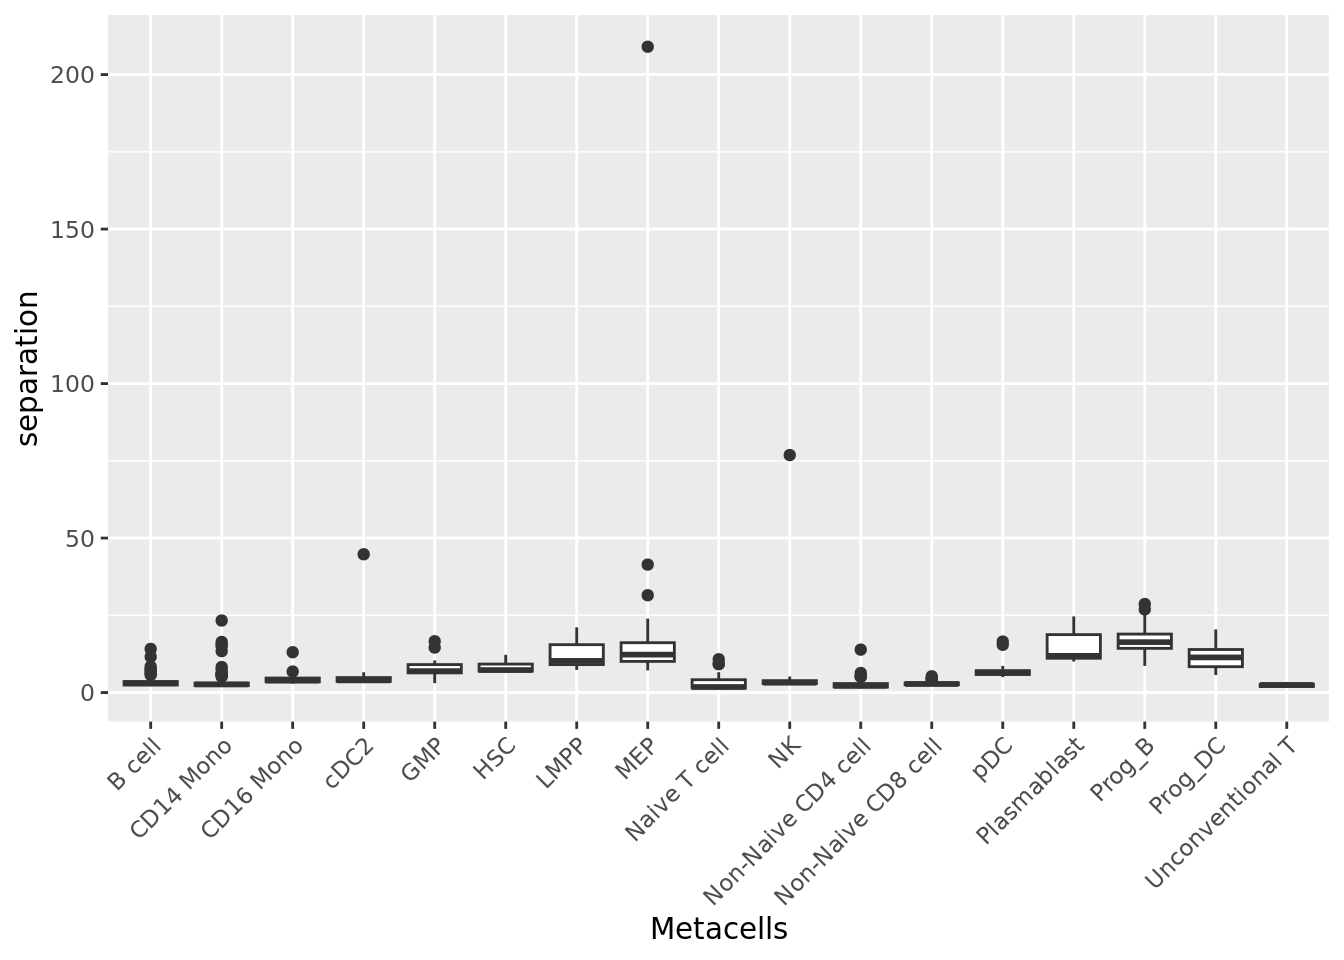 200
150
100
50
0
separation
B cell
CD14 Mono
CD16 Mono
cDC2
GMP
HSC
LMPP
MEP
Naive T cell
NK
Non-Naive CD4 cell
Non-Naive CD8 cell
pDC
Plasmablast
Prog_B
Prog_DC
Unconventional T
Metacells